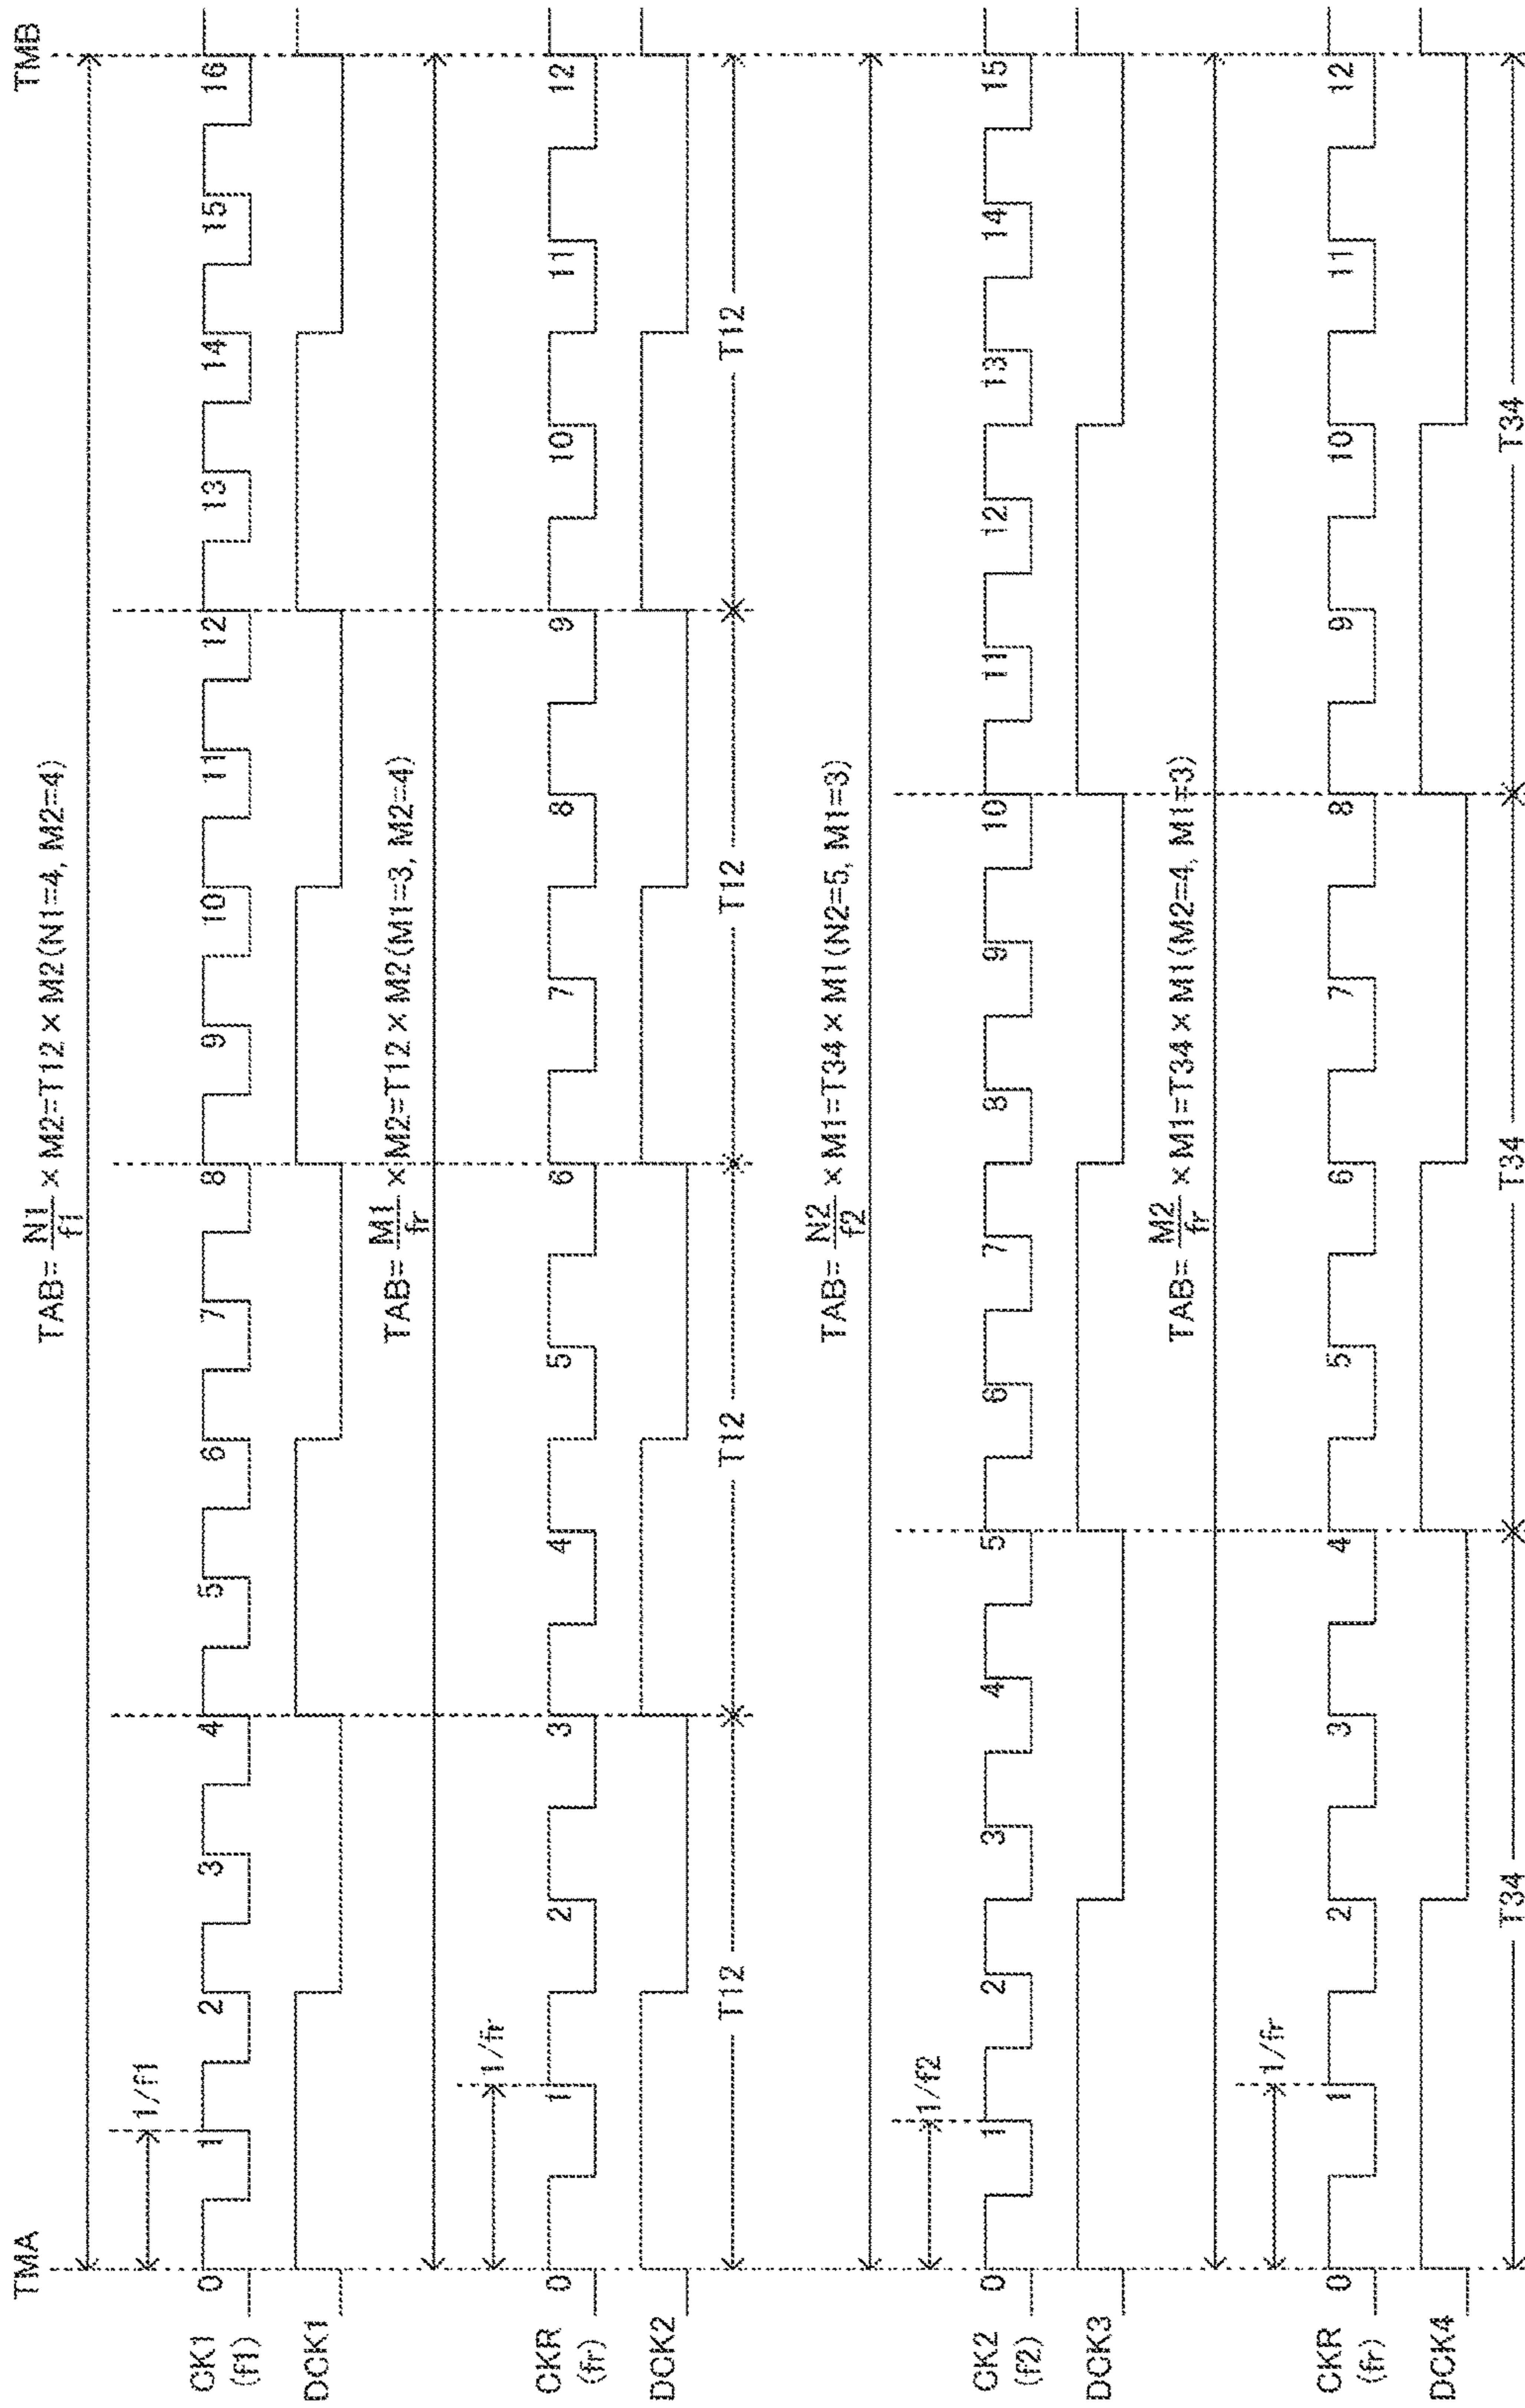 TMA TMB
TAB= N1/f1 × M2=T12 × M2(N1=4, M2=4)
1/f1
CK1 0 1 2 3 4 5 6 7 8 9 10 11 12 13 14 15 16
(f1)
DCK1
TAB= M1/fr × M2=T12 × M2(M1=3, M2=4)
1/fr
CKR 0 1 2 3 4 5 6 7 8 9 10 11 12
(fr)
DCK2
T12 T12 T12 T12
TAB= N2/f2 × M1=T34 × M1(N2=5, M1=3)
1/f2
CK2 0 1 2 3 4 5 6 7 8 9 10 11 12 13 14 15
(f2)
DCK3
TAB= M2/fr × M1=T34 × M1(M2=4, M1=3)
1/fr
CKR 0 1 2 3 4 5 6 7 8 9 10 11 12
(fr)
DCK4
T34 T34 T34